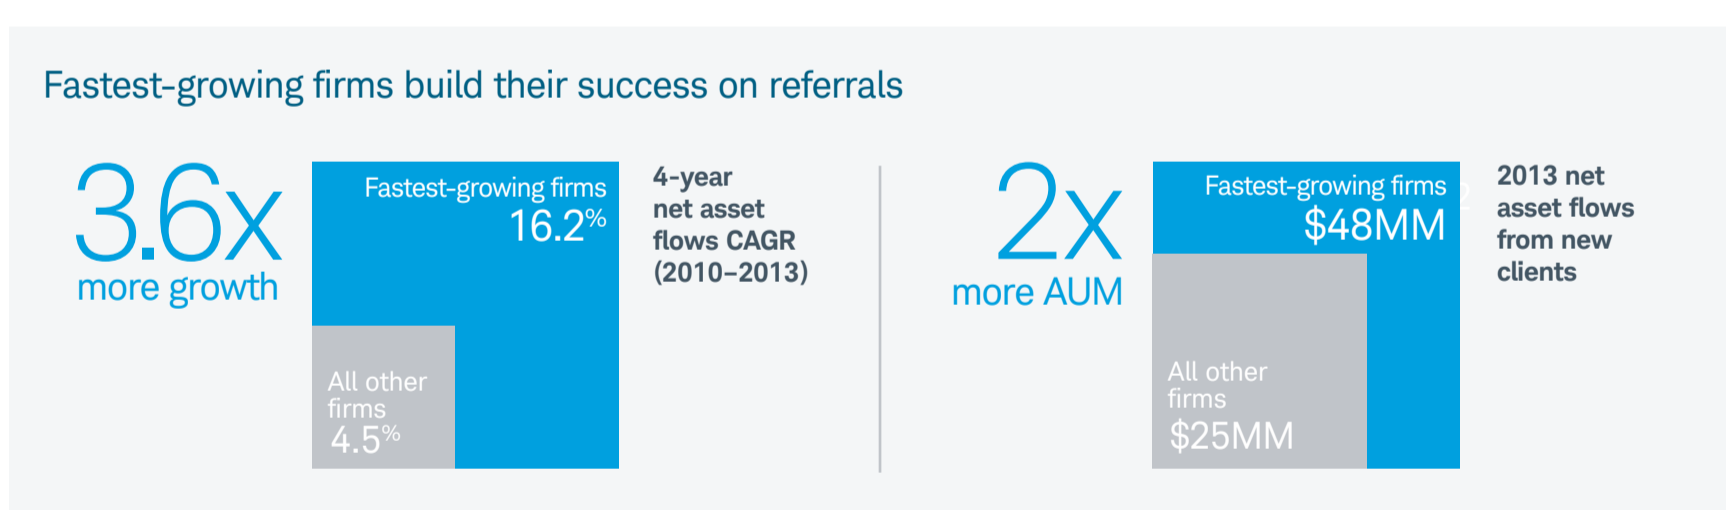 Fastest-growing firms build their success on referrals
3.6x
more growth
Fastest-growing firms
16.2%
All other
firms
4.5%
4-year
net asset
flows CAGR
(2010–2013)
2x
more AUM
Fastest-growing firms
$48MM
All other
firms
$25MM
2013 net
asset flows
from new
clients
2